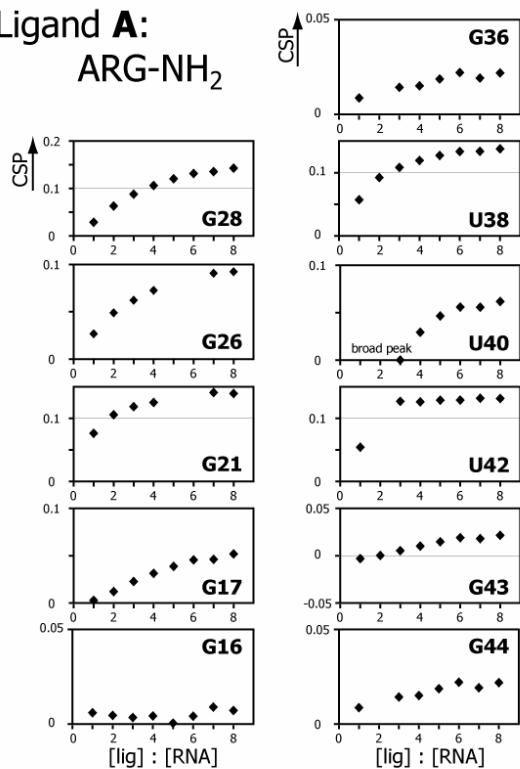 Ligand A:
ARG-NH2
CSP
0.2
0.1
0
G28
0 2 4 6 8
0.1
0
G26
0 2 4 6 8
0.1
0
G21
0 2 4 6 8
0.1
0
G17
0 2 4 6 8
0.05
0
G16
0 2 4 6 8
[lig] : [RNA]
CSP
0.05
0
G36
0 2 4 6 8
0.1
0
U38
0 2 4 6 8
0.1
0
broad peak
U40
0 2 4 6 8
0.1
0
U42
0 2 4 6 8
0.05
0
-0.05
G43
0 2 4 6 8
0.05
0
G44
0 2 4 6 8
[lig] : [RNA]